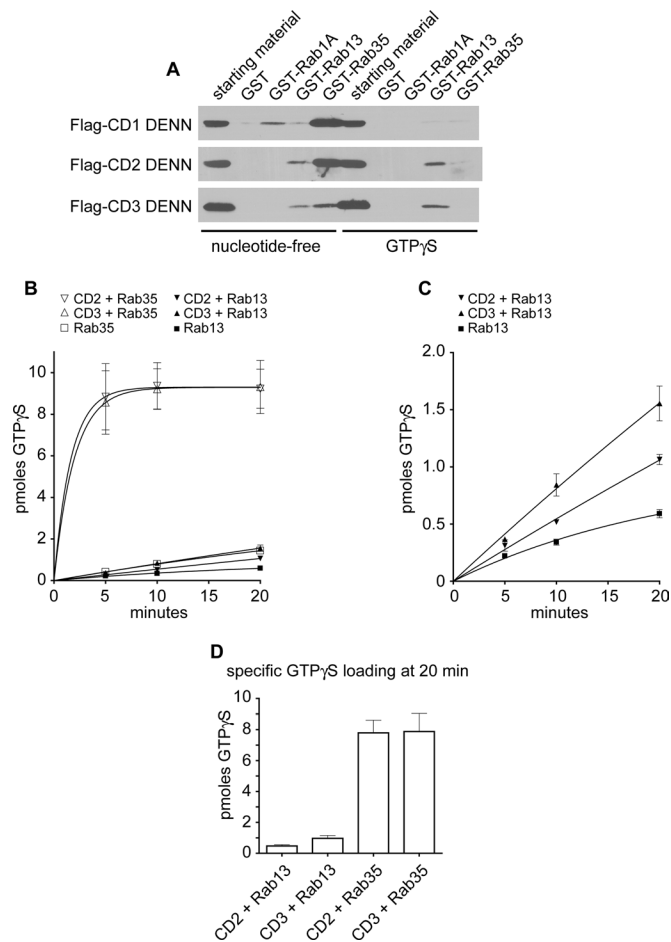 A
starting material
GST
GST-Rab1A
GST-Rab13
GST-Rab35
starting material
GST
GST-Rab1A
GST-Rab13
GST-Rab35
Flag-CD1 DENN
Flag-CD2 DENN
Flag-CD3 DENN
nucleotide-free
GTPγS
B
CD2 + Rab35
CD2 + Rab13
CD3 + Rab35
CD3 + Rab13
Rab35
Rab13
pmoles GTPγS
10
8
6
4
2
0
0
5
10
15
20
minutes
C
CD2 + Rab13
CD3 + Rab13
Rab13
pmoles GTPγS
2.0
1.5
1.0
0.5
0
0
5
10
15
20
minutes
D
specific GTPγS loading at 20 min
pmoles GTPγS
10
8
6
4
2
0
CD2 + Rab13
CD3 + Rab13
CD2 + Rab35
CD3 + Rab35